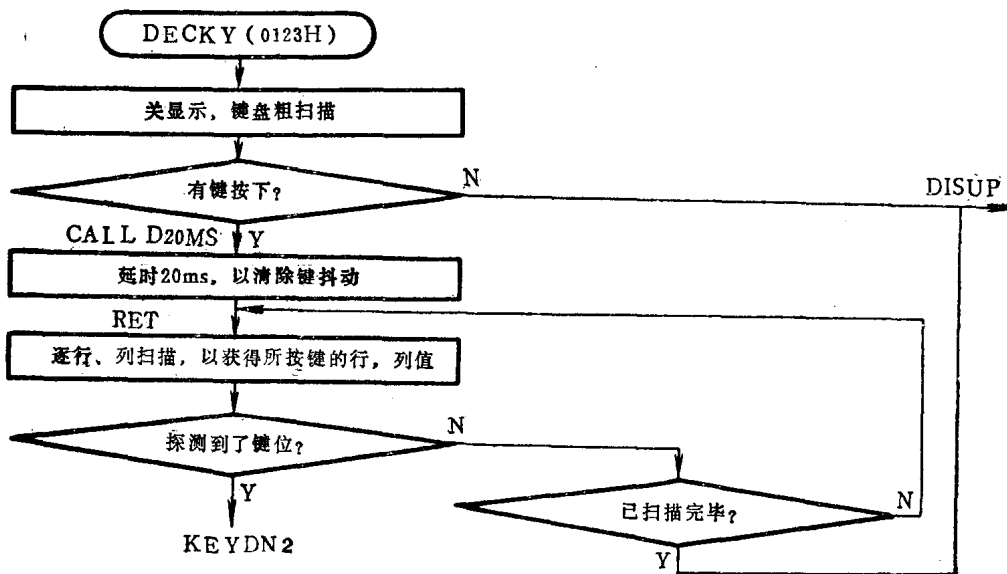 DECKY (0123H)
关显示，键盘粗扫描
有键按下？
N
DISUP
CALL D20MS
Y
延时20ms，以清除键抖动
RET
逐行、列扫描，以获得所按键的行，列值
探测到了键位？
N
Y
已扫描完毕？
N
KEYDN2
Y